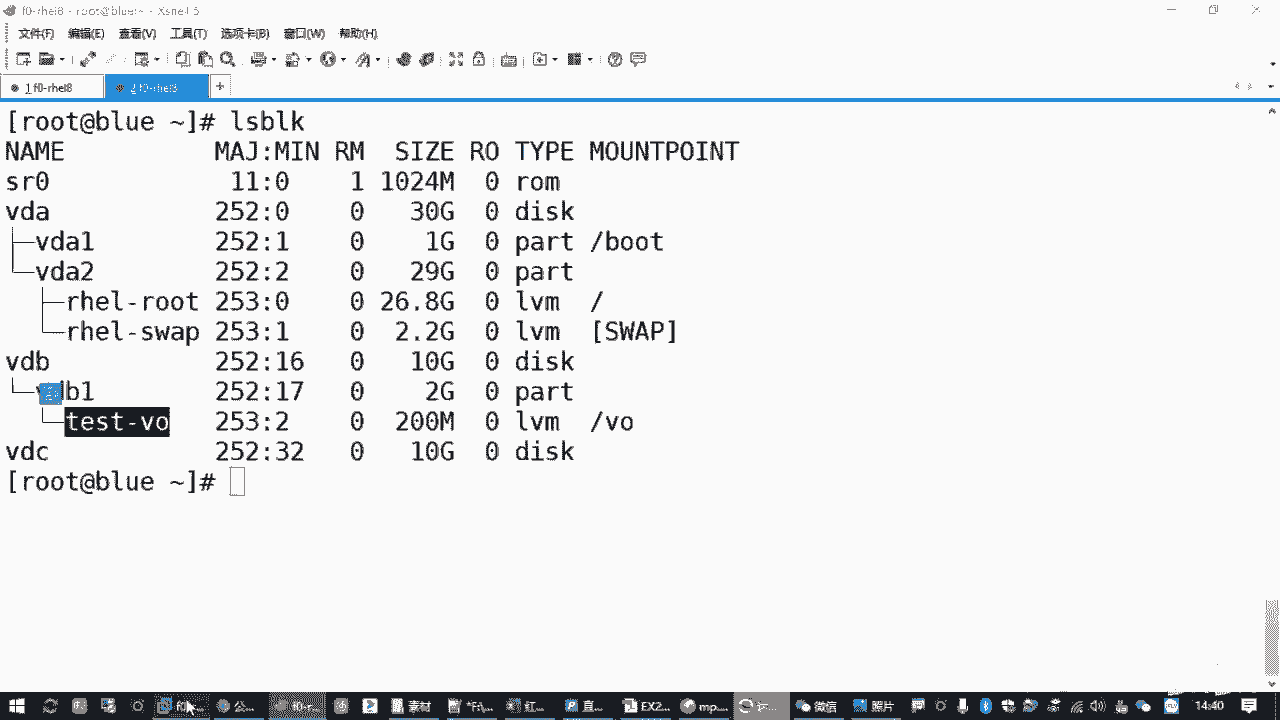 f0-rhel8 - root@blue:~ - Xshell 5
文件(F) 编辑(E) 查看(V) 工具(T) 选项卡(B) 窗口(W) 帮助(H)
1 f0-rhel8 2 f0-rhel8 +
[root@blue ~]# lsblk
NAME MAJ:MIN RM SIZE RO TYPE MOUNTPOINT
sr0 11:0 1 1024M 0 rom
vda 252:0 0 30G 0 disk
├─vda1 252:1 0 1G 0 part /boot
└─vda2 252:2 0 29G 0 part
├─rhel-root 253:0 0 26.8G 0 lvm /
└─rhel-swap 253:1 0 2.2G 0 lvm [SWAP]
vdb 252:16 0 10G 0 disk
└─vdb1 252:17 0 2G 0 part
└─test-vo 253:2 0 200M 0 lvm /vo
vdc 252:32 0 10G 0 disk
[root@blue ~]#
f0-... 公... f0-... 素材 红... 直... EXZ... mp... 微信 照片 14:40